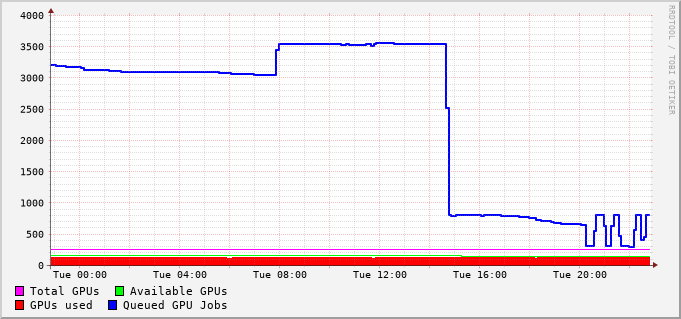 4000
3500
3000
2500
2000
1500
1000
500
0
Tue 00:00 Tue 04:00 Tue 08:00 Tue 12:00 Tue 16:00 Tue 20:00
Total GPUs Available GPUs
GPUs used Queued GPU Jobs
RRDTOOL / TOBI OETIKER